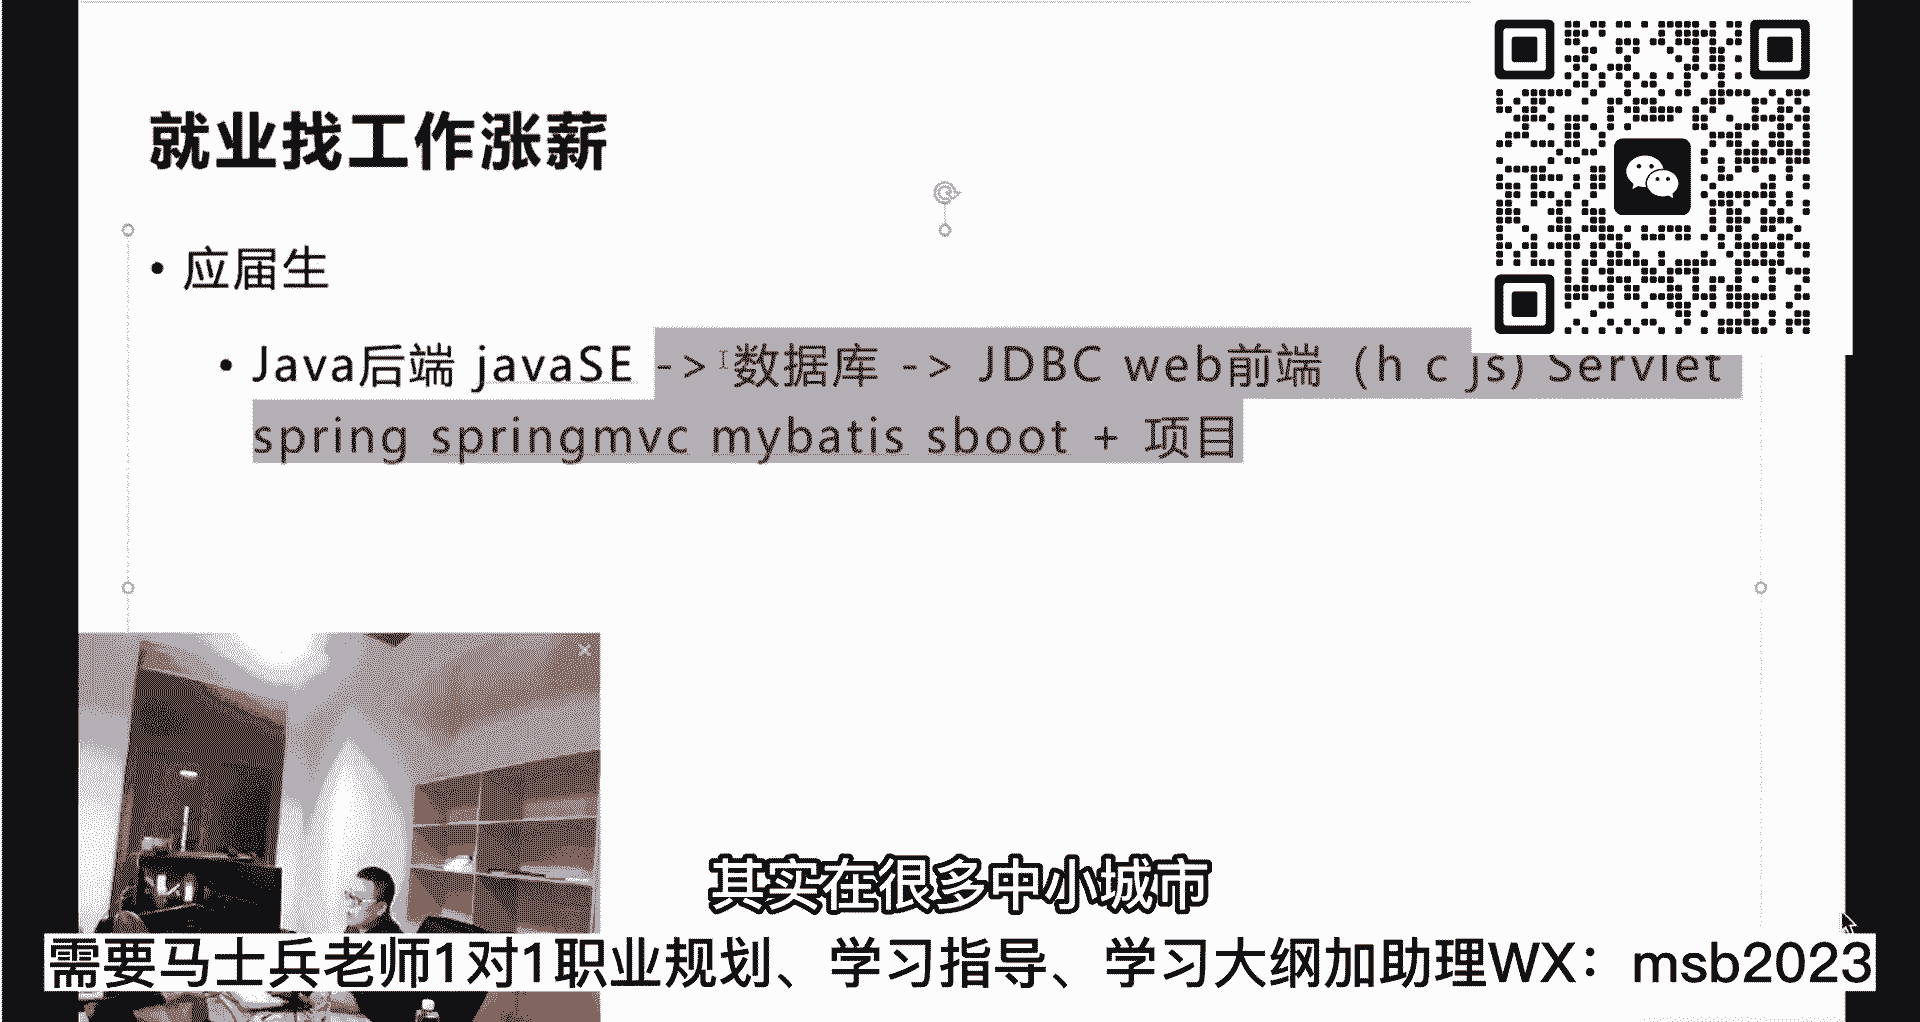 就业找工作涨薪
• 应届生
• Java后端 javaSE -> 数据库 -> JDBC web前端（h c js) Servlet
spring springmvc mybatis sboot + 项目
其实在很多中小城市
需要马士兵老师1对1职业规划、学习指导、学习大纲加助理WX：msb2023